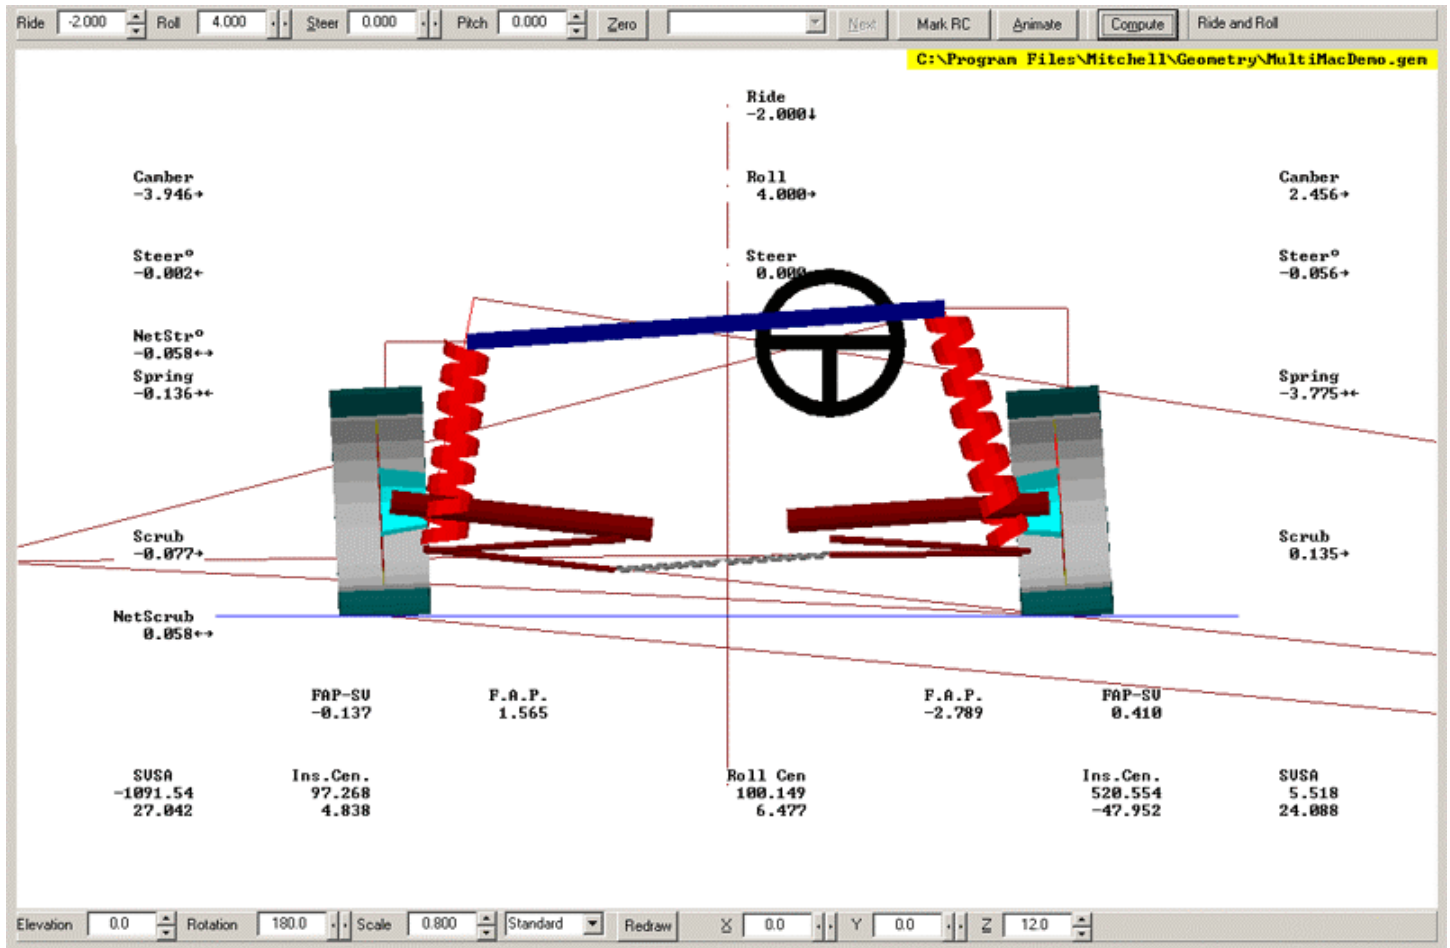 Ride -2.000 Roll 4.000 Steer 0.000 Pitch 0.000 Zero Next Mark RC Animate Compute Ride and Roll
C:\Program Files\Mitchell\Geometry\MultiMacDemo.gem
Ride
-2.000↓
Camber Roll Camber
-3.946→ 4.000→ 2.456→
Steer° Steer Steer°
-0.002← 0.000 -0.056→
NetStr°
-0.058←→
Spring Spring
-0.136→← -3.775→←
Scrub Scrub
-0.077→ 0.135→
NetScrub
0.058←→
FAP-SV F.A.P. F.A.P. FAP-SV
-0.137 1.565 -2.789 0.410
SVSA Ins.Cen. Roll Cen Ins.Cen. SVSA
-1091.54 97.268 100.149 520.554 5.518
27.042 4.838 6.477 -47.952 24.088
Elevation 0.0 Rotation 180.0 Scale 0.800 Standard Redraw X 0.0 Y 0.0 Z 12.0